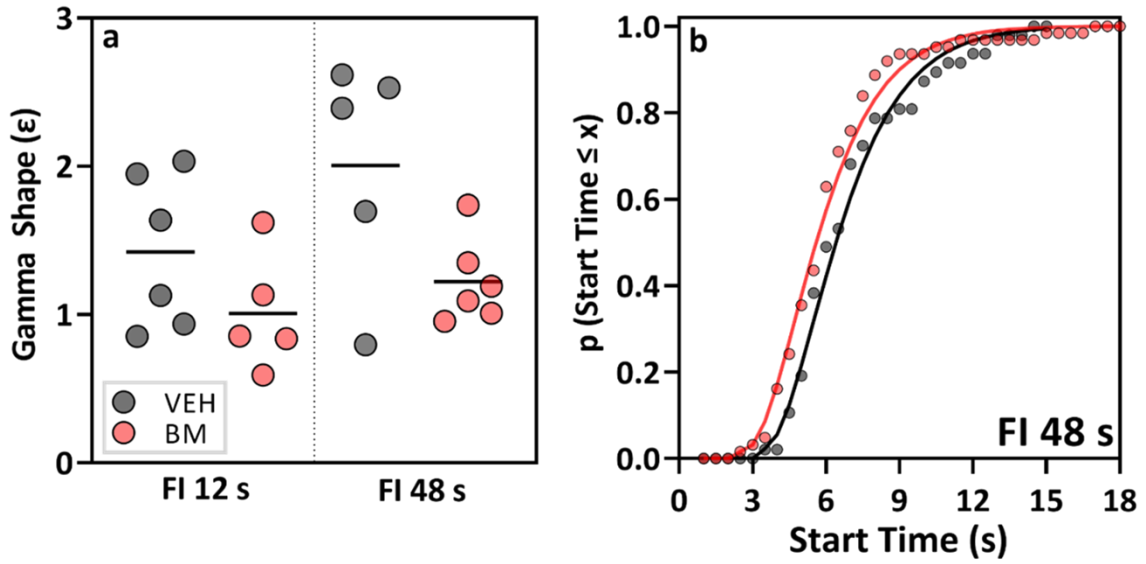 a
Gamma Shape (ε)
3
2
1
0
VEH
BM
FI 12 s
FI 48 s
b
p (Start Time ≤ x)
1.0
0.8
0.6
0.4
0.2
0.0
FI 48 s
0 3 6 9 12 15 18
Start Time (s)